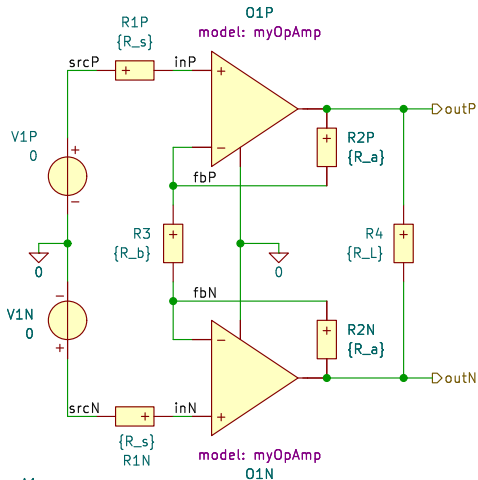 O1P
model: myOpAmp
R1P
{R_s}
srcP
inP
+
+
outP
V1P
0
+
−
−
+
R2P
{R_a}
fbP
R3
{R_b}
+
R4
{R_L}
+
0
0
fbN
V1N
0
−
+
−
+
R2N
{R_a}
outN
srcN
inN
+
+
{R_s}
R1N
model: myOpAmp
O1N